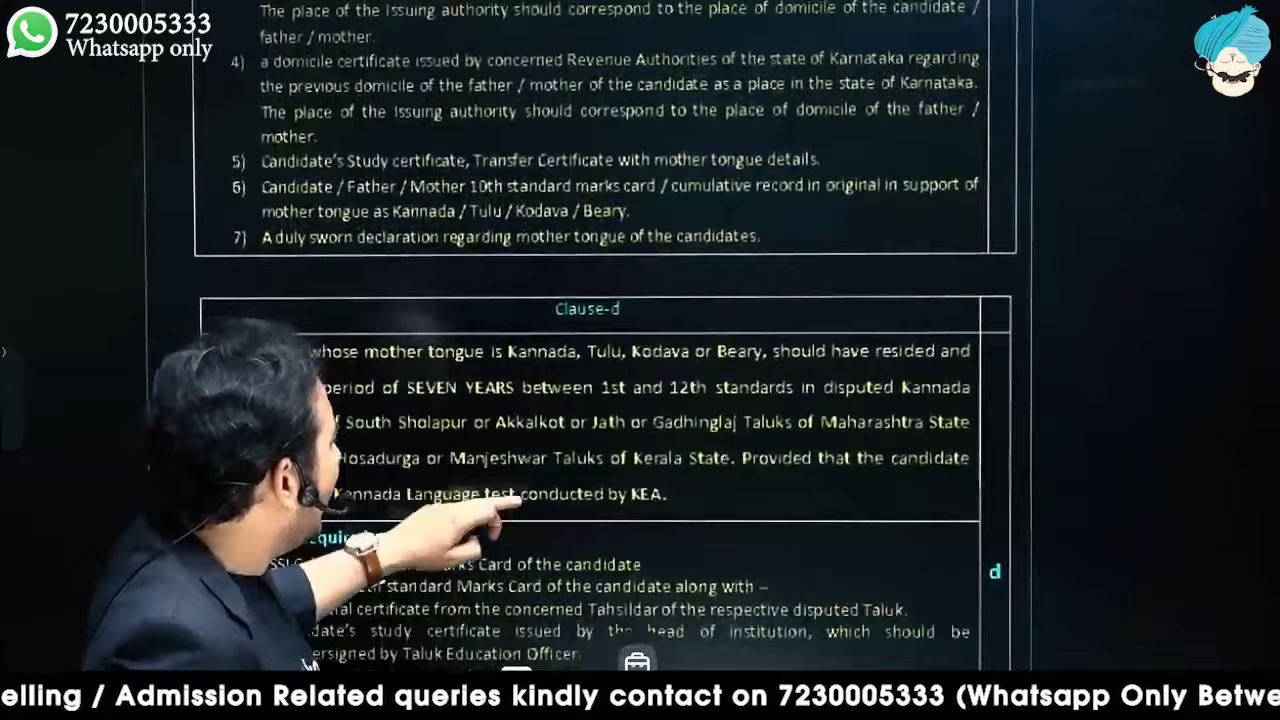 7230005333
Whatsapp only
The place of the issuing authority should correspond to the place of domicile of the candidate /
father / mother.
4) a domicile certificate issued by concerned Revenue Authorities of the state of Karnataka regarding
the previous domicile of the father / mother of the candidate as a place in the state of Karnataka.
The place of the issuing authority should correspond to the place of domicile of the father /
mother.
5) Candidate's Study certificate, Transfer Certificate with mother tongue details.
6) Candidate / Father / Mother 10th standard marks card / cumulative record in original in support of
mother tongue as Kannada / Tulu / Kodava / Beary.
7) A duly sworn declaration regarding mother tongue of the candidates.
Clause-d
whose mother tongue is Kannada, Tulu, Kodava or Beary, should have resided and
period of SEVEN YEARS between 1st and 12th standards in disputed Kannada
South Sholapur or Akkalkot or Jath or Gadhinglaj Taluks of Maharashtra State
Hosadurga or Manjeshwar Taluks of Kerala State. Provided that the candidate
Kannada Language test conducted by KEA.
Card of the candidate
standard Marks Card of the candidate along with –
certificate from the concerned Tahsildar of the respective disputed Taluk.
d
date's study certificate issued by the head of institution, which should be
ersigned by Taluk Education Officer.
elling / Admission Related queries kindly contact on 7230005333 (Whatsapp Only Betwe